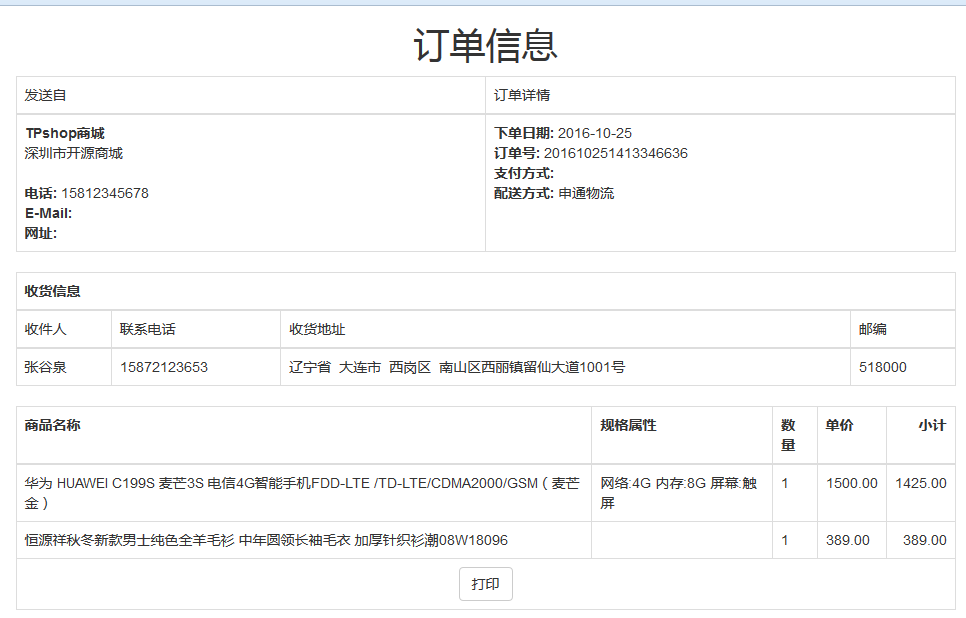 订单信息
发送自
订单详情
TPshop商城
深圳市开源商城
电话: 15812345678
E-Mail:
网址:
下单日期: 2016-10-25
订单号: 201610251413346636
支付方式:
配送方式: 申通物流
收货信息
收件人
联系电话
收货地址
邮编
张谷泉
15872123653
辽宁省 大连市 西岗区 南山区西丽镇留仙大道1001号
518000
商品名称
规格属性
数
量
单价
小计
华为 HUAWEI C199S 麦芒3S 电信4G智能手机FDD-LTE /TD-LTE/CDMA2000/GSM（麦芒
金）
网络:4G 内存:8G 屏幕:触
屏
1
1500.00
1425.00
恒源祥秋冬新款男士纯色全羊毛衫 中年圆领长袖毛衣 加厚针织衫潮08W18096
1
389.00
389.00
打印